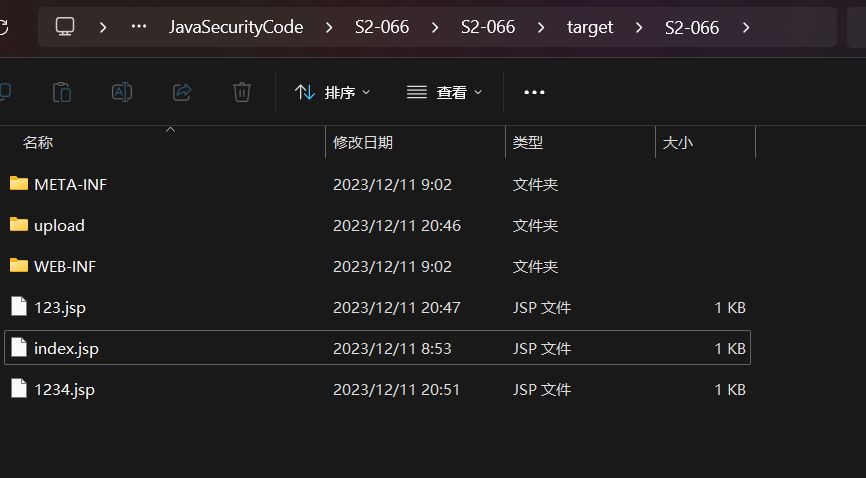 JavaSecurityCode > S2-066 > S2-066 > target > S2-066 >
排序 查看
名称 修改日期 类型 大小
META-INF 2023/12/11 9:02 文件夹
upload 2023/12/11 20:46 文件夹
WEB-INF 2023/12/11 9:02 文件夹
123.jsp 2023/12/11 20:47 JSP 文件 1 KB
index.jsp 2023/12/11 8:53 JSP 文件 1 KB
1234.jsp 2023/12/11 20:51 JSP 文件 1 KB